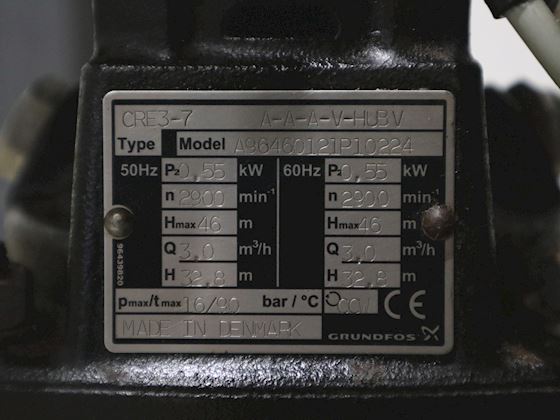 CRE3-7 A-A-A-V-HUBV
Type Model A96460121P10224
50Hz P2 0,55 kW 60Hz P2 0,55 kW
n 2900 min-1 n 2900 min-1
Hmax 46 m Hmax 46 m
Q 3,0 m³/h Q 3,0 m³/h
H 32,8 m H 32,8 m
pmax/tmax 16/90 bar/°C CCW CE
MADE IN DENMARK GRUNDFOS
96439820